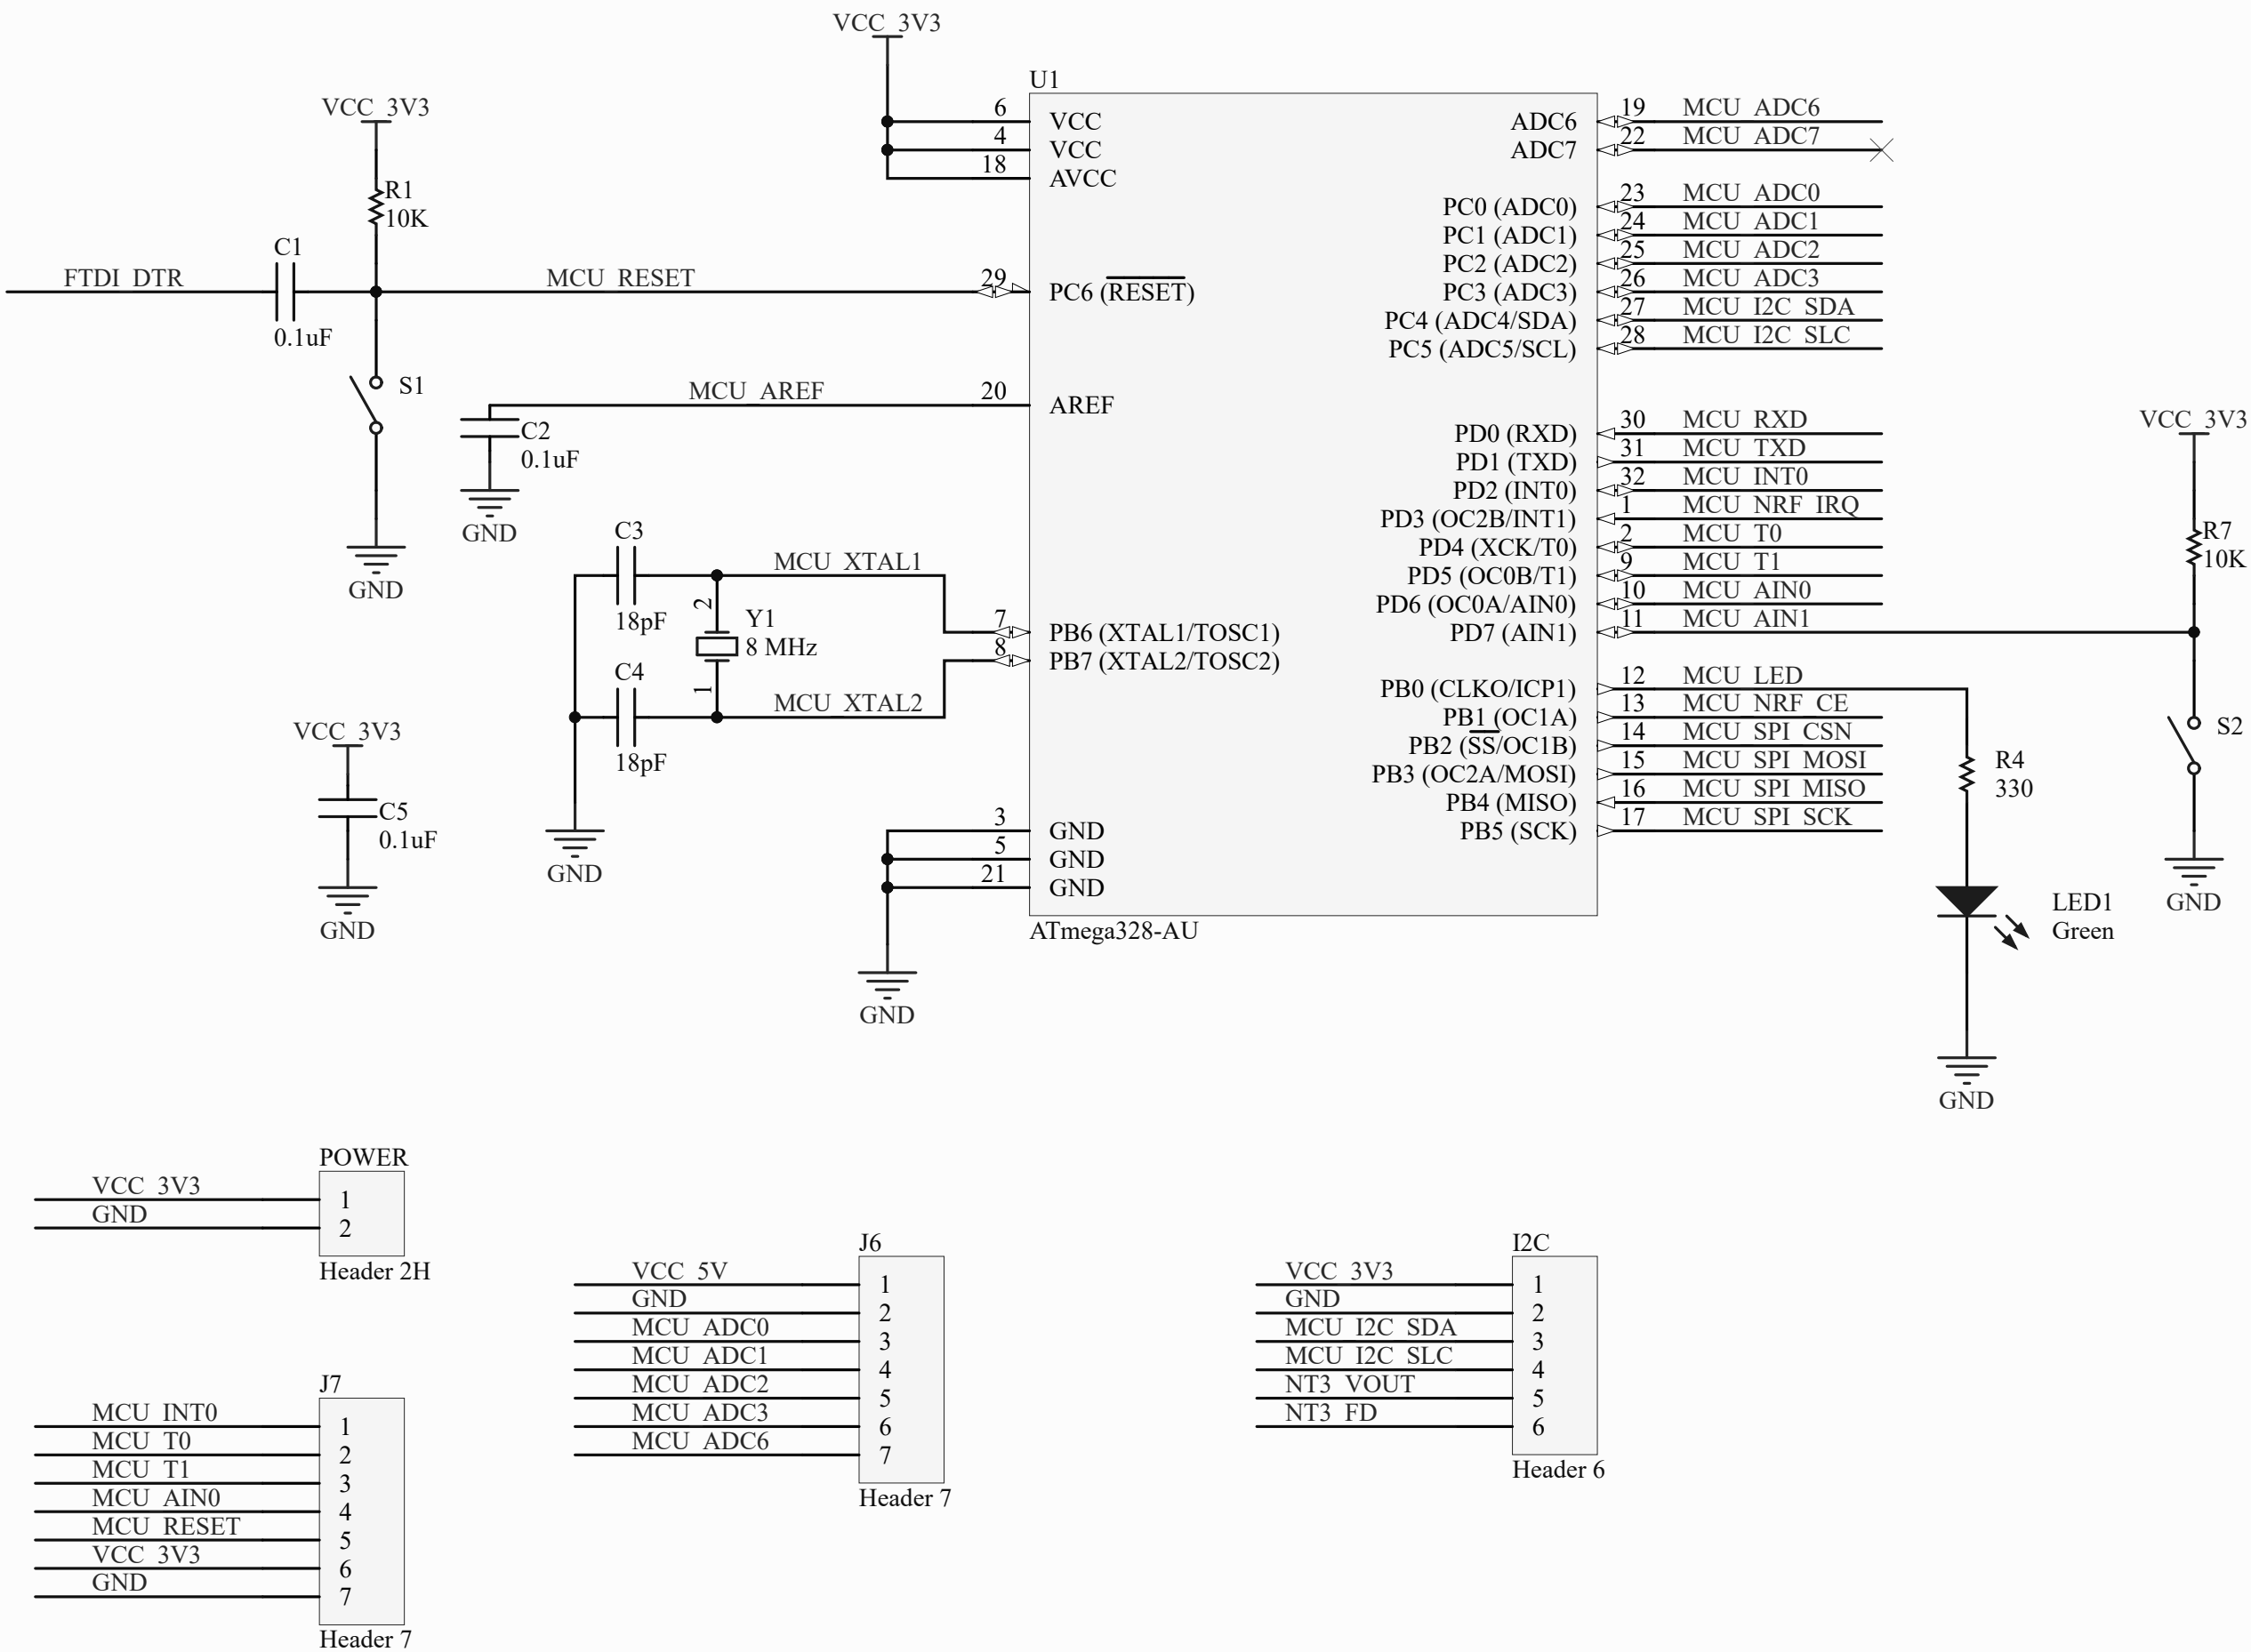 VCC_3V3
U1
6 VCC
4 VCC
18 AVCC
VCC_3V3
R1
10K
C1
FTDI_DTR
0.1uF
MCU_RESET
29 PC6 (RESET)
S1
GND
MCU_AREF
20 AREF
C2
0.1uF
GND
C3
18pF
MCU_XTAL1
2
Y1
8 MHz
1
7 PB6 (XTAL1/TOSC1)
8 PB7 (XTAL2/TOSC2)
C4
18pF
MCU_XTAL2
GND
VCC_3V3
C5
0.1uF
GND
3 GND
5 GND
21 GND
GND
ATmega328-AU
ADC6 19 MCU_ADC6
ADC7 22 MCU_ADC7
PC0 (ADC0) 23 MCU_ADC0
PC1 (ADC1) 24 MCU_ADC1
PC2 (ADC2) 25 MCU_ADC2
PC3 (ADC3) 26 MCU_ADC3
PC4 (ADC4/SDA) 27 MCU_I2C_SDA
PC5 (ADC5/SCL) 28 MCU_I2C_SLC
PD0 (RXD) 30 MCU_RXD
PD1 (TXD) 31 MCU_TXD
PD2 (INT0) 32 MCU_INT0
PD3 (OC2B/INT1) 1 MCU_NRF_IRQ
PD4 (XCK/T0) 2 MCU_T0
PD5 (OC0B/T1) 9 MCU_T1
PD6 (OC0A/AIN0) 10 MCU_AIN0
PD7 (AIN1) 11 MCU_AIN1
PB0 (CLKO/ICP1) 12 MCU_LED
PB1 (OC1A) 13 MCU_NRF_CE
PB2 (SS/OC1B) 14 MCU_SPI_CSN
PB3 (OC2A/MOSI) 15 MCU_SPI_MOSI
PB4 (MISO) 16 MCU_SPI_MISO
PB5 (SCK) 17 MCU_SPI_SCK
VCC_3V3
R7
10K
S2
GND
R4
330
LED1
Green
GND
POWER
VCC_3V3 1
GND 2
Header 2H
J7
MCU_INT0 1
MCU_T0 2
MCU_T1 3
MCU_AIN0 4
MCU_RESET 5
VCC_3V3 6
GND 7
Header 7
J6
VCC_5V 1
GND 2
MCU_ADC0 3
MCU_ADC1 4
MCU_ADC2 5
MCU_ADC3 6
MCU_ADC6 7
Header 7
I2C
VCC_3V3 1
GND 2
MCU_I2C_SDA 3
MCU_I2C_SLC 4
NT3_VOUT 5
NT3_FD 6
Header 6